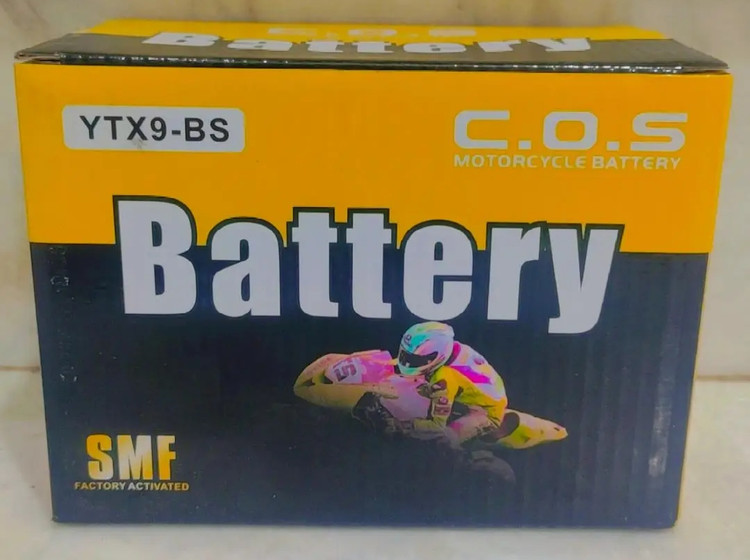 C.O.S
Battery
YTX9-BS
C.O.S
MOTORCYCLE BATTERY
Battery
SMF
FACTORY ACTIVATED